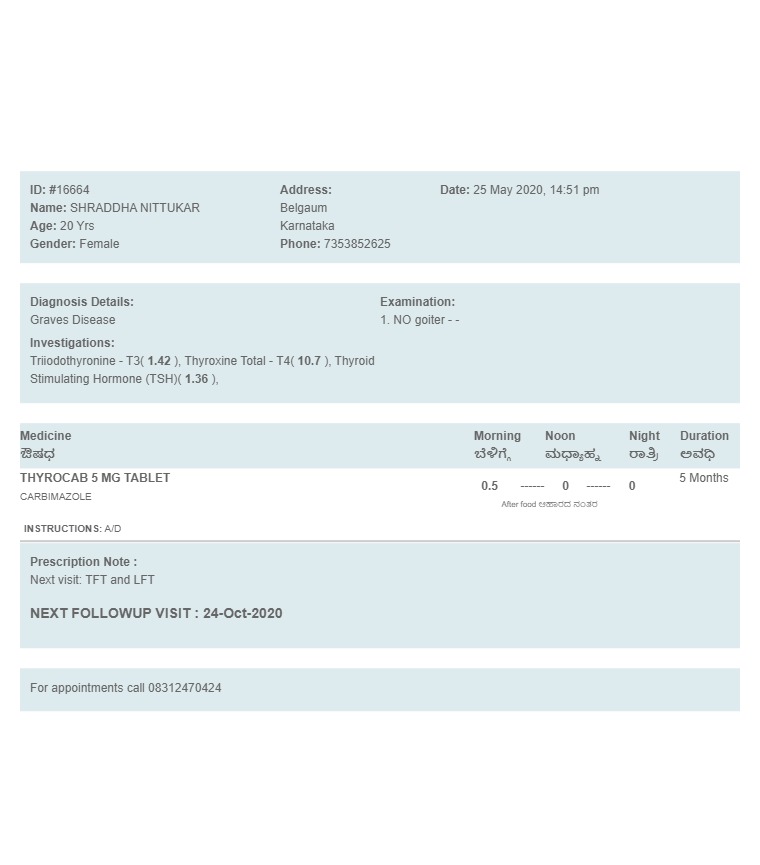 ID: #16664
Name: SHRADDHA NITTUKAR
Age: 20 Yrs
Gender: Female
Address:
Belgaum
Karnataka
Phone: 7353852625
Date: 25 May 2020, 14:51 pm
Diagnosis Details:
Graves Disease
Examination:
1. NO goiter - -
Investigations:
Triiodothyronine - T3( 1.42 ), Thyroxine Total - T4( 10.7 ), Thyroid
Stimulating Hormone (TSH)( 1.36 ),
Medicine Morning Noon Night Duration
ಔಷಧ ಬೆಳಿಗ್ಗೆ ಮಧ್ಯಾಹ್ನ ರಾತ್ರಿ ಅವಧಿ
THYROCAB 5 MG TABLET 5 Months
CARBIMAZOLE
0.5 ------ 0 ------ 0
After food ಆಹಾರದ ನಂತರ
INSTRUCTIONS: A/D
Prescription Note :
Next visit: TFT and LFT
NEXT FOLLOWUP VISIT : 24-Oct-2020
For appointments call 08312470424